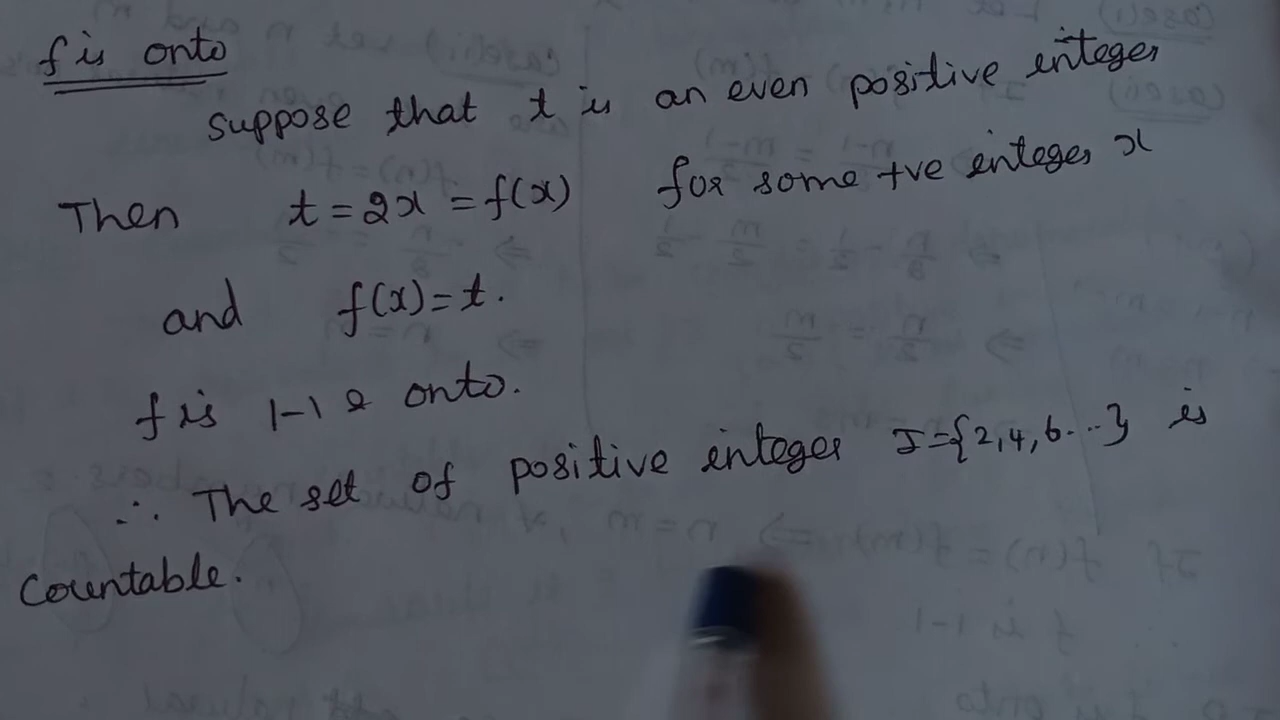 f is onto
suppose that t is an even positive integer
Then t = 2x = f(x) for some +ve integer x
and f(x) = t.
f is 1-1 & onto.
∴ The set of positive integer J = {2, 4, 6...} is
Countable.